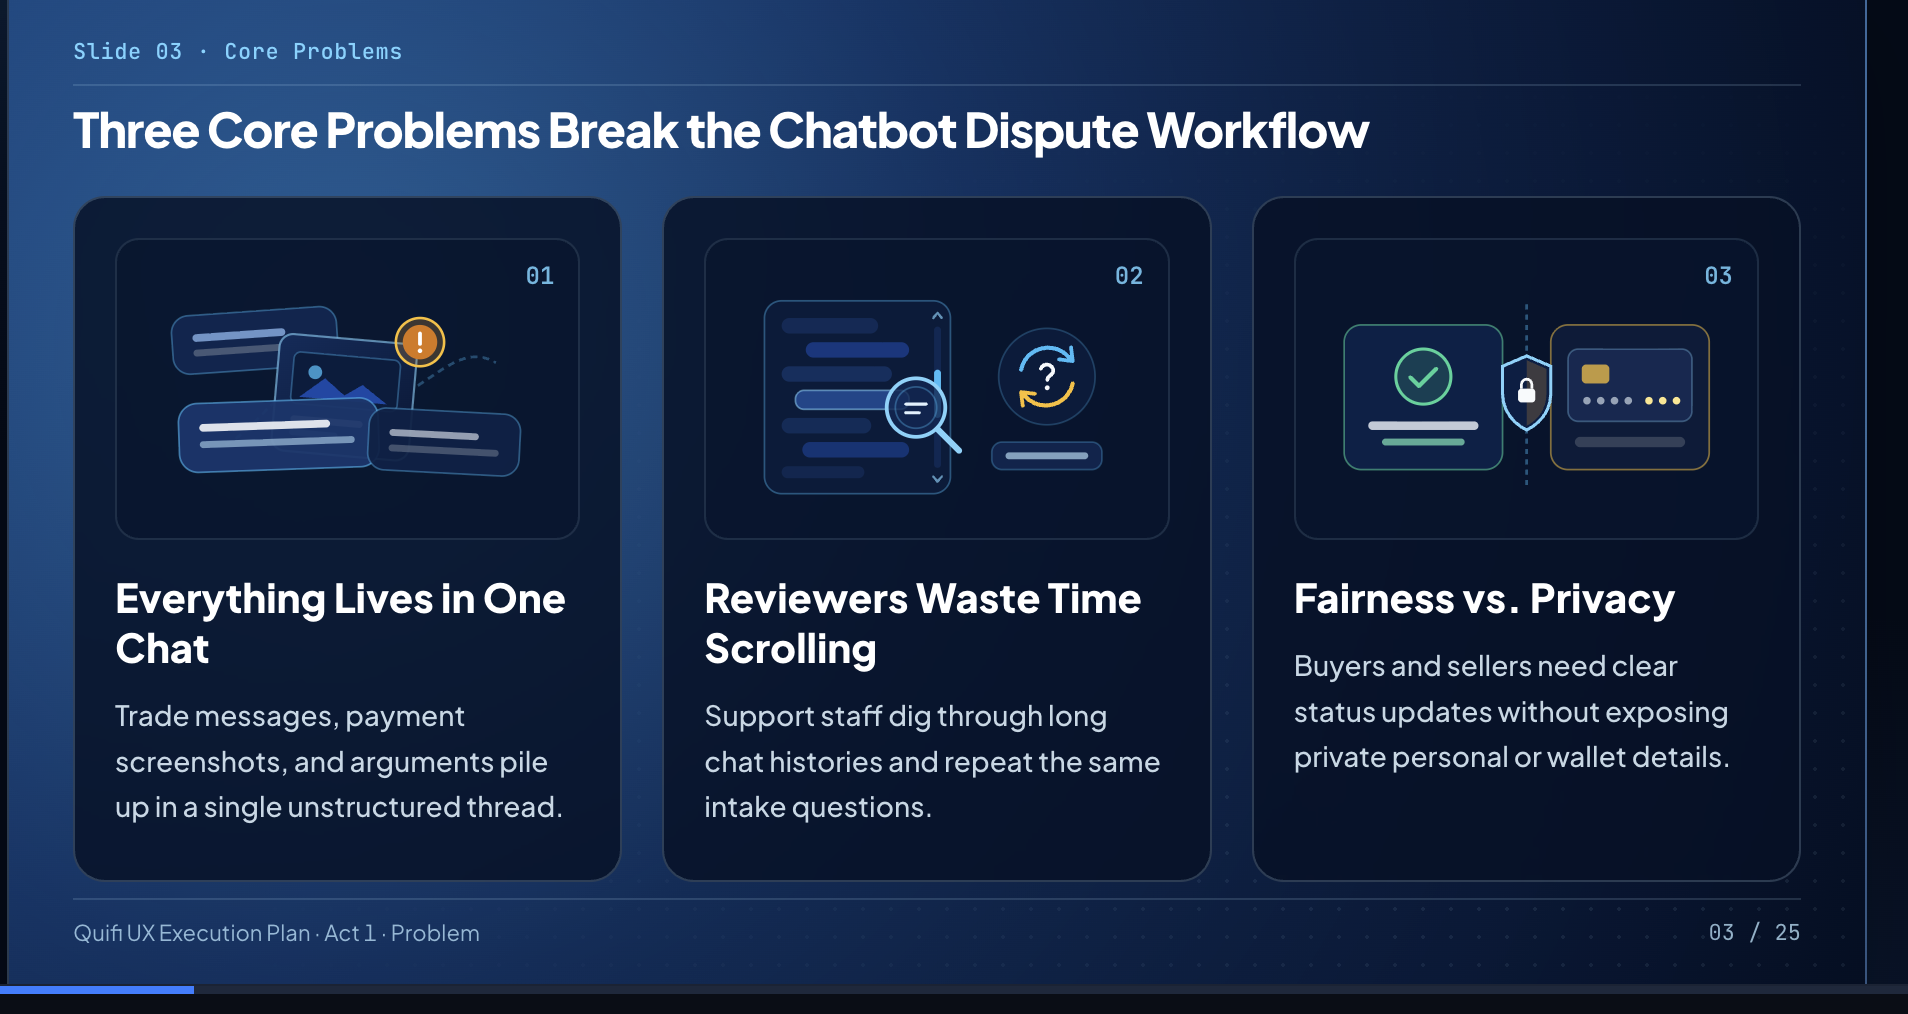 Slide 03 · Core Problems
Three Core Problems Break the Chatbot Dispute Workflow
01
Everything Lives in One
Chat
Trade messages, payment
screenshots, and arguments pile
up in a single unstructured thread.
02
?
Reviewers Waste Time
Scrolling
Support staff dig through long
chat histories and repeat the same
intake questions.
03
Fairness vs. Privacy
Buyers and sellers need clear
status updates without exposing
private personal or wallet details.
Quifi UX Execution Plan · Act 1 · Problem
03 / 25